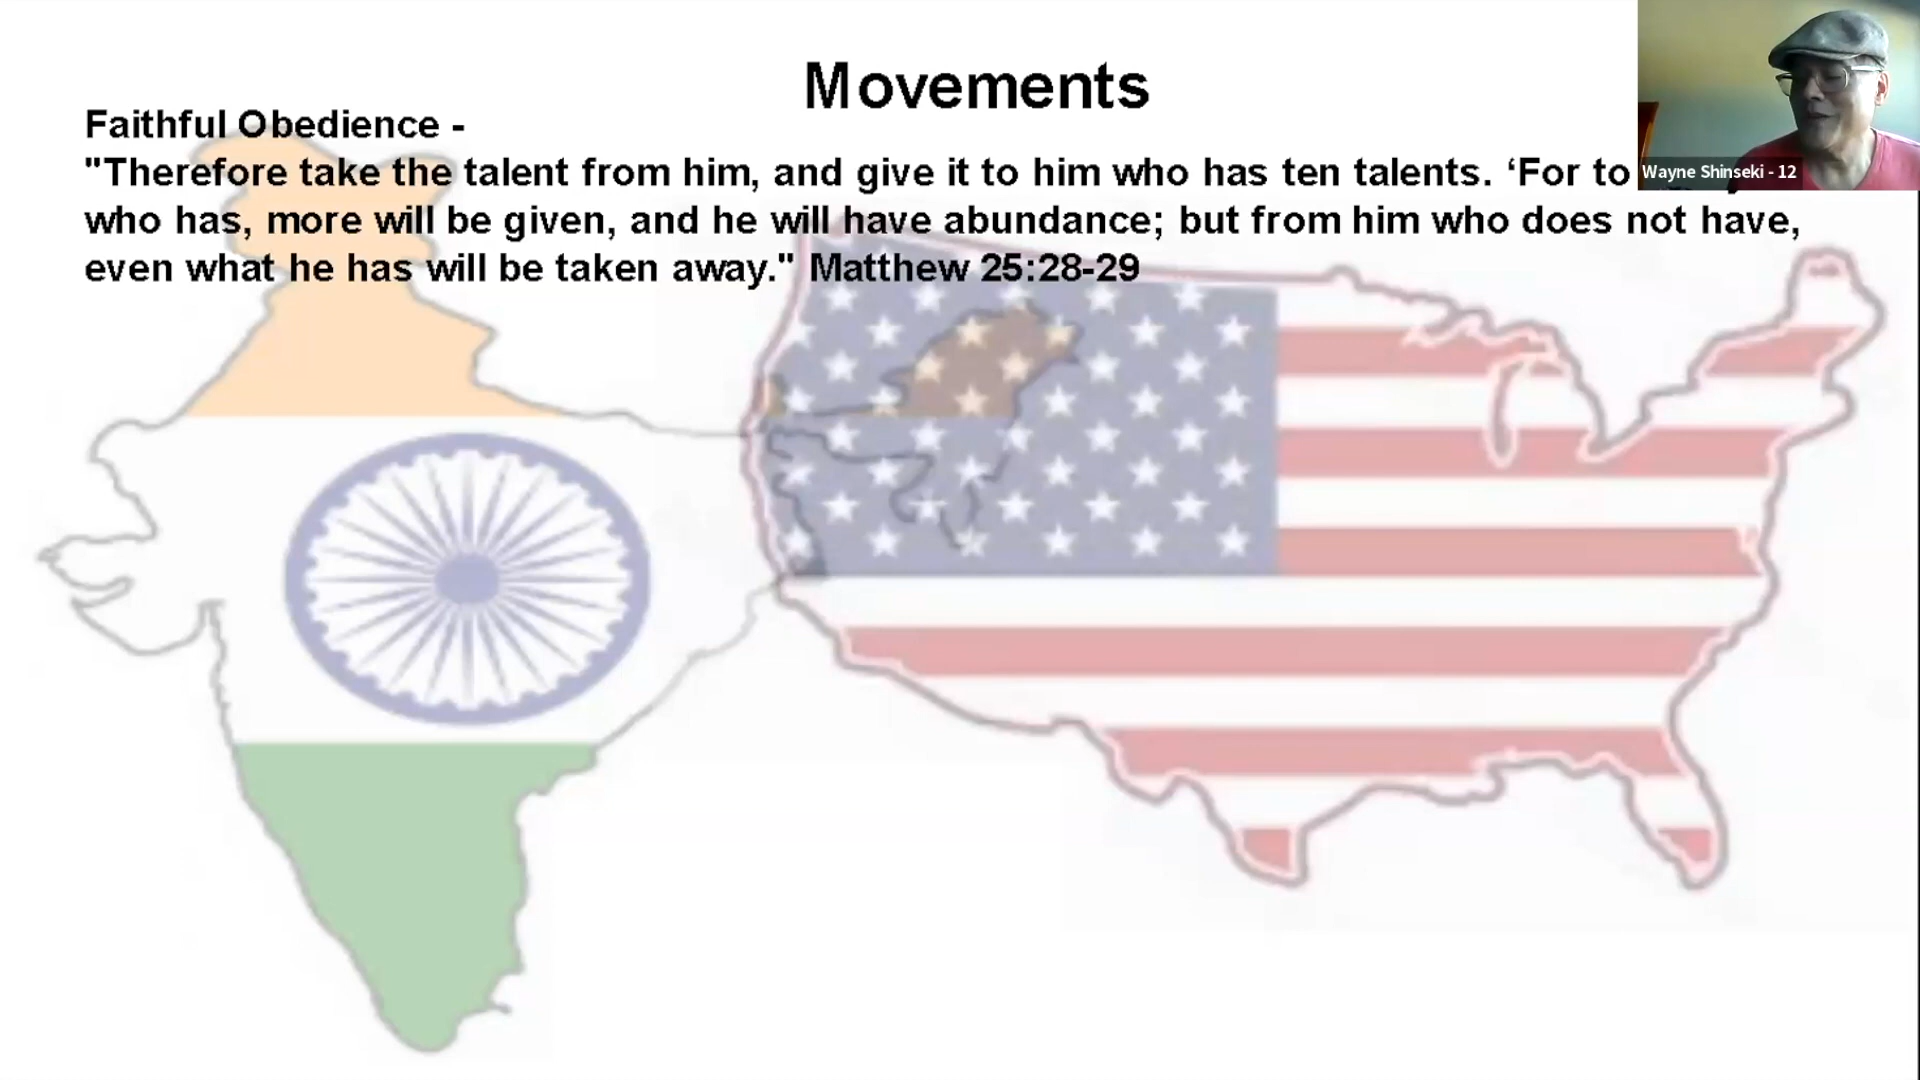 Movements
Faithful Obedience -
"Therefore take the talent from him, and give it to him who has ten talents. ‘For to
who has, more will be given, and he will have abundance; but from him who does not have,
even what he has will be taken away." Matthew 25:28-29
Wayne Shinseki - 12